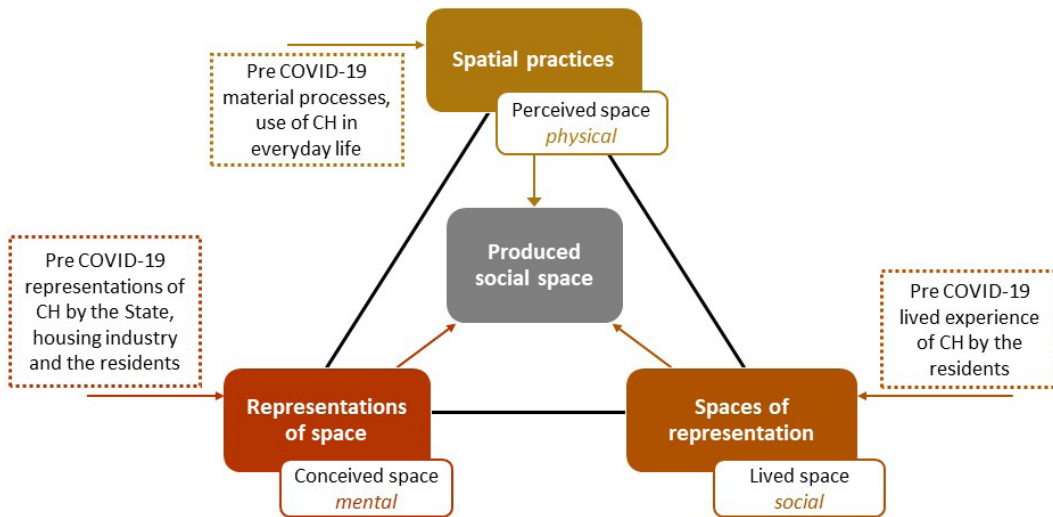 Spatial practices
Perceived space
physical
Pre COVID-19
material processes,
use of CH in
everyday life
Produced
social space
Pre COVID-19
representations of
CH by the State,
housing industry
and the residents
Pre COVID-19
lived experience
of CH by the
residents
Representations
of space
Conceived space
mental
Spaces of
representation
Lived space
social